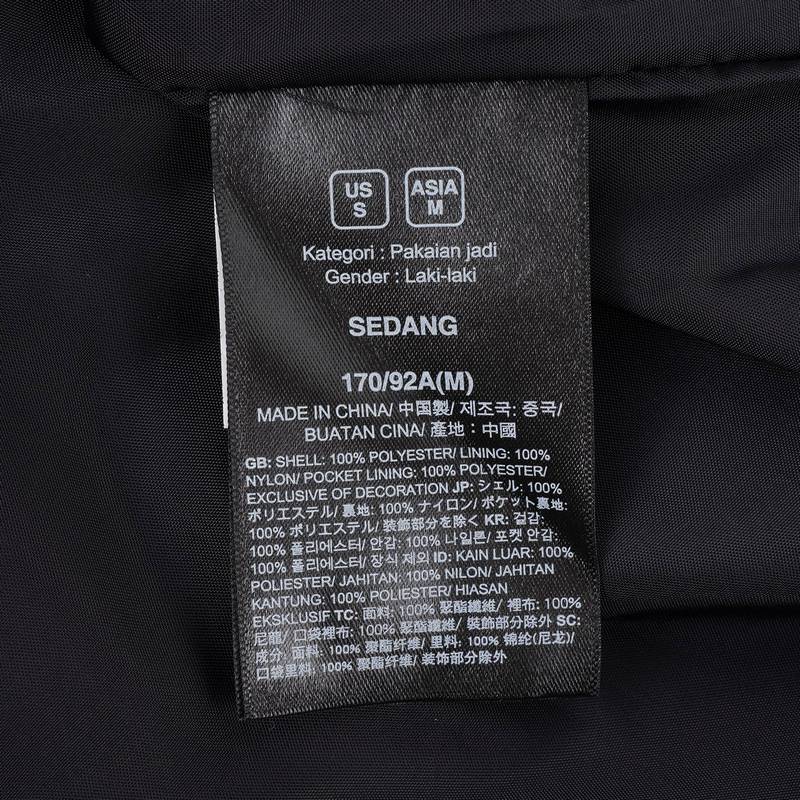 US
S
ASIA
M
Kategori : Pakaian jadi
Gender : Laki-laki
SEDANG
170/92A(M)
MADE IN CHINA/ 中国製/ 제조국: 중국/
BUATAN CINA/ 產地：中國
GB: SHELL: 100% POLYESTER/ LINING: 100%
NYLON/ POCKET LINING: 100% POLYESTER/
EXCLUSIVE OF DECORATION JP: シェル: 100%
ポリエステル/ 裏地: 100% ナイロン/ ポケット裏地:
100% ポリエステル/ 装飾部分を除く KR: 겉감:
100% 폴리에스터/ 안감: 100% 나일론/ 포켓 안감:
100% 폴리에스터/ 장식 제외 ID: KAIN LUAR: 100%
POLIESTER/ JAHITAN: 100% NILON/ JAHITAN
KANTUNG: 100% POLIESTER/ HIASAN
EKSKLUSIF TC: 面料: 100% 聚酯纖維/ 裡布: 100%
尼龍/ 口袋裡布: 100% 聚酯纖維/ 裝飾部分除外 SC:
成分: 面料: 100% 聚酯纤维/ 里料: 100% 锦纶(尼龙)/
口袋里料: 100% 聚酯纤维/ 装饰部分除外